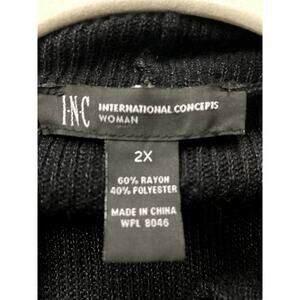 I·N·C INTERNATIONAL CONCEPTS
WOMAN
2X
60% RAYON
40% POLYESTER
MADE IN CHINA
WPL 8046